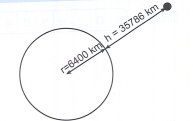 r=6400 km
h = 35786 km